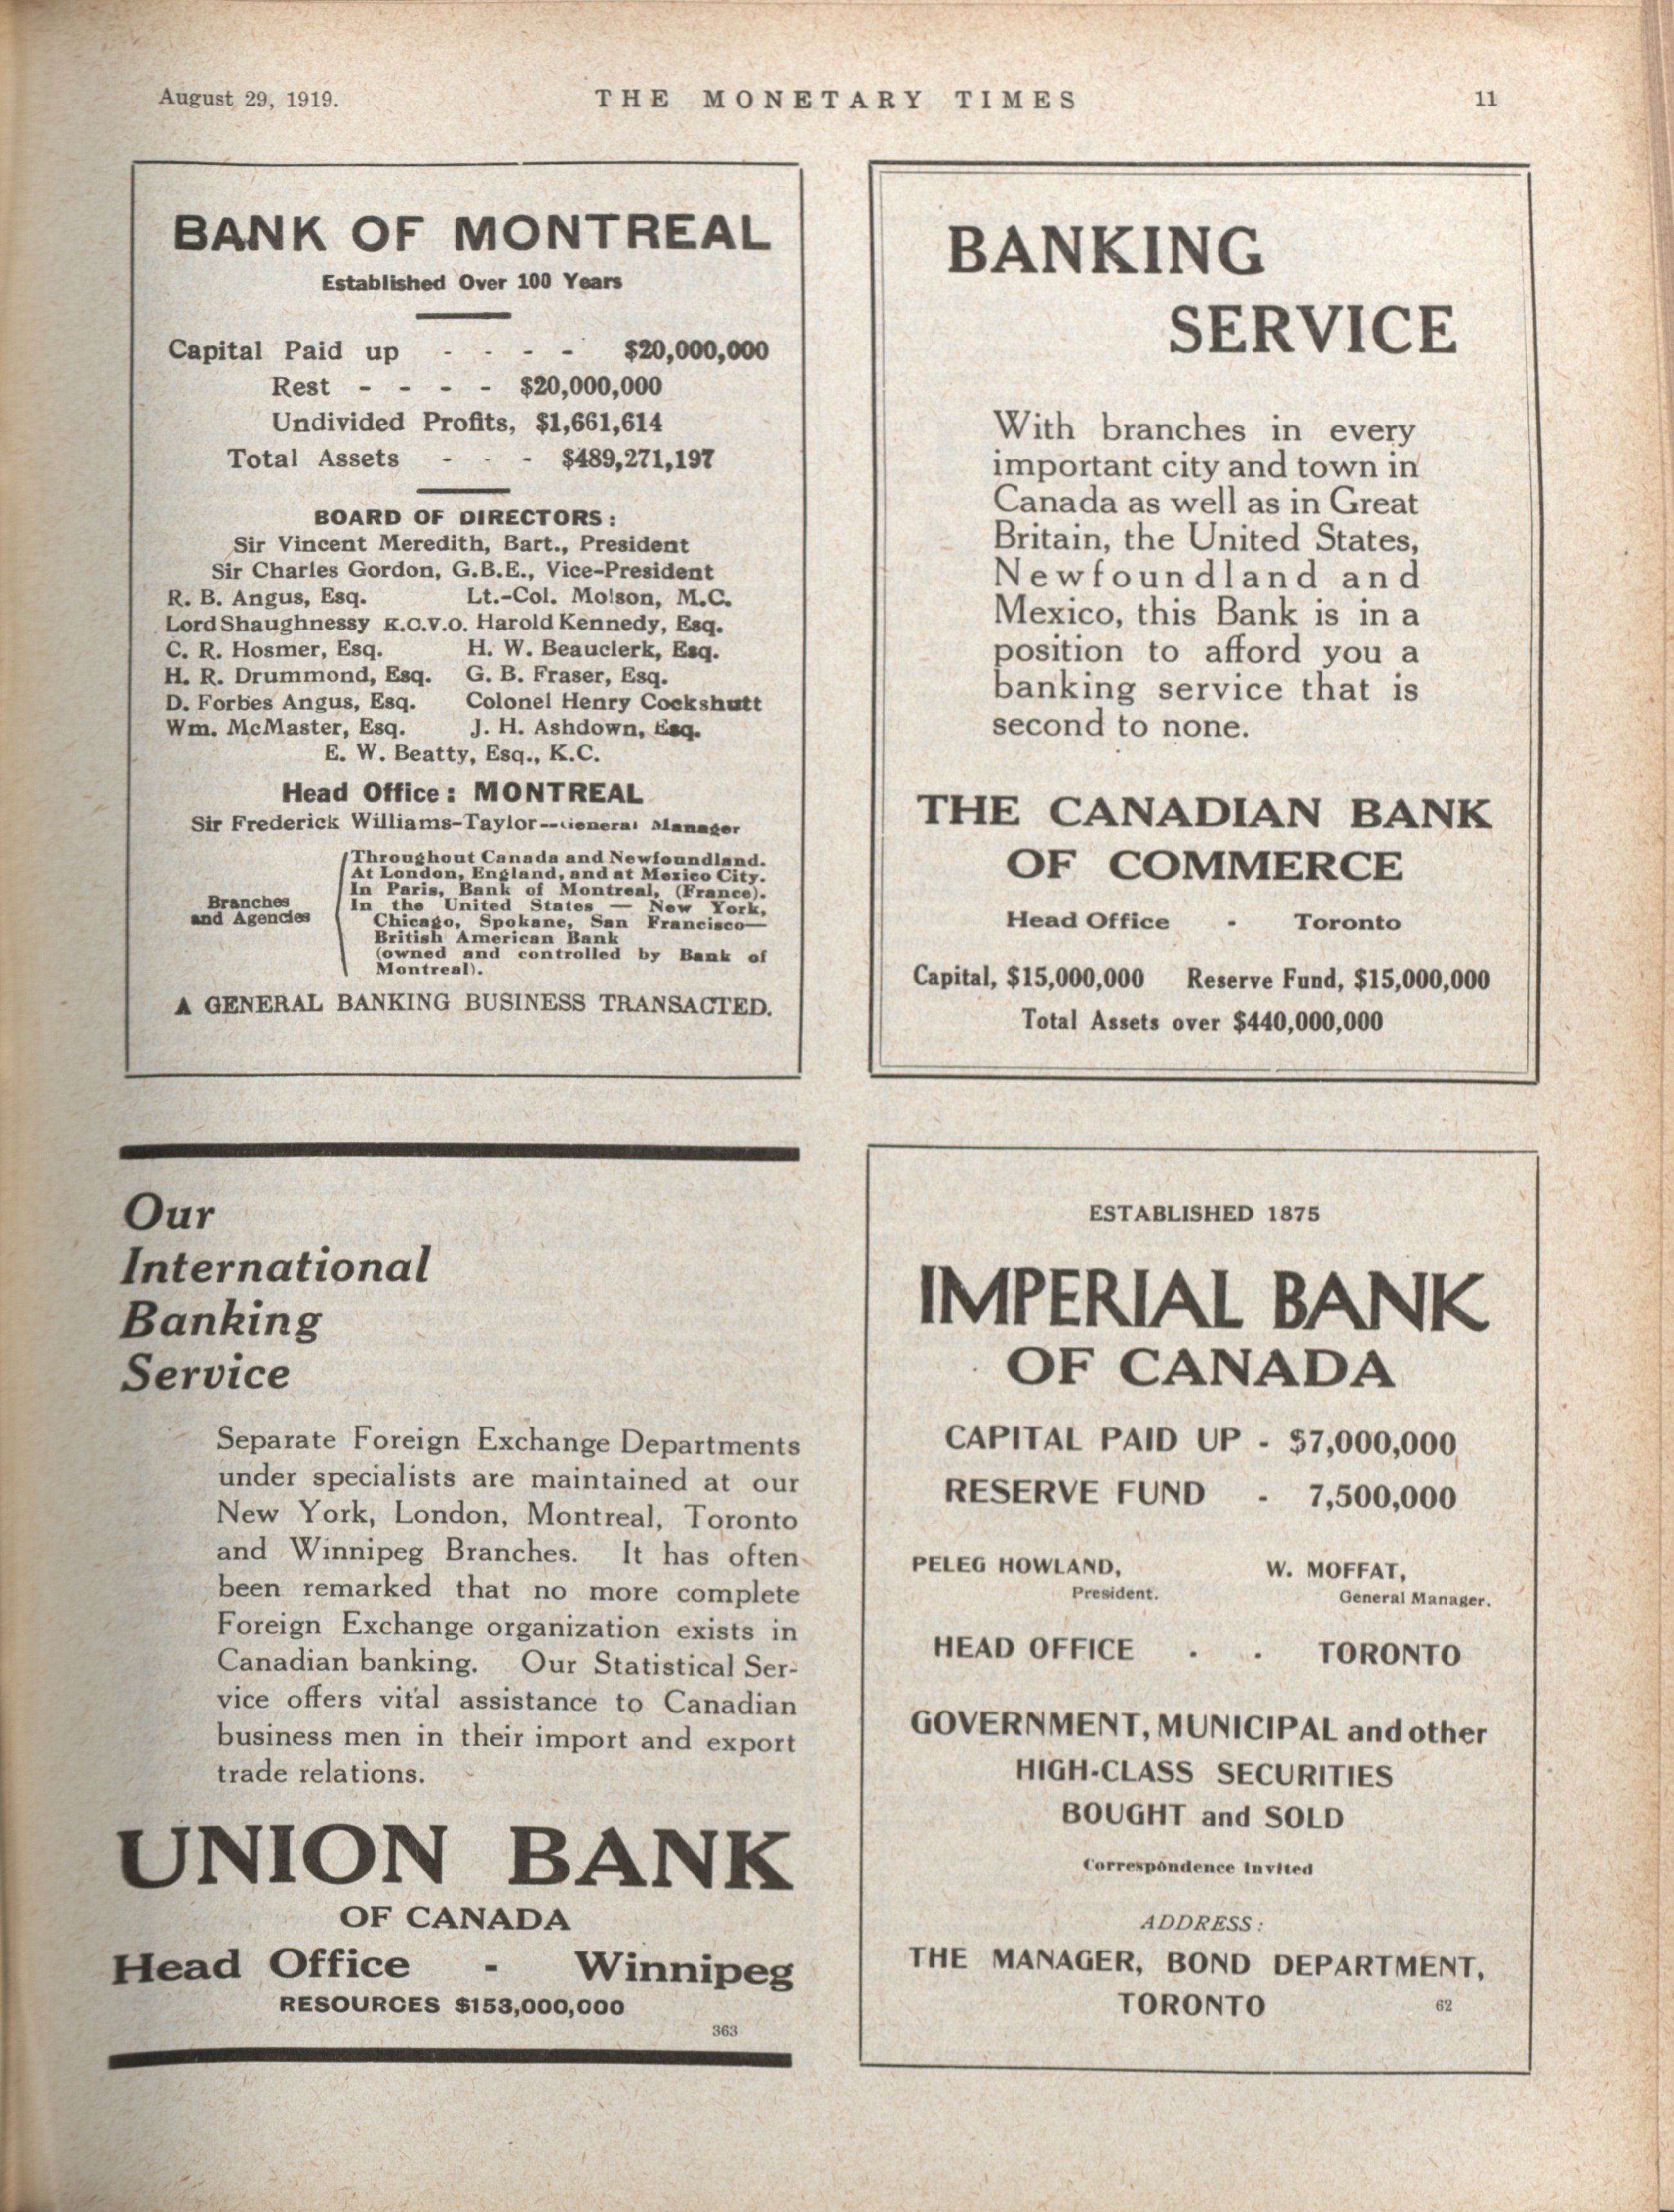 August 29, 1919.
THE MONETARY TIMES
11
BANK OF MONTREAL
Established Over 100 Years
Capital Paid up - - - - $20,000,000
Rest - - - - $20,000,000
Undivided Profits, $1,661,614
Total Assets - - - $489,271,197
BOARD OF DIRECTORS:
Sir Vincent Meredith, Bart., President
Sir Charles Gordon, G.B.E., Vice-President
R. B. Angus, Esq. Lt.-Col. Molson, M.C.
Lord Shaughnessy K.C.V.O. Harold Kennedy, Esq.
C. R. Hosmer, Esq. H. W. Beauclerk, Esq.
H. R. Drummond, Esq. G. B. Fraser, Esq.
D. Forbes Angus, Esq. Colonel Henry Cockshutt
Wm. McMaster, Esq. J. H. Ashdown, Esq.
E. W. Beatty, Esq., K.C.
Head Office: MONTREAL
Sir Frederick Williams-Taylor--General Manager
Branches
and Agencies
Throughout Canada and Newfoundland.
At London, England, and at Mexico City.
In Paris, Bank of Montreal, (France).
In the United States — New York,
Chicago, Spokane, San Francisco—
British American Bank
(owned and controlled by Bank of
Montreal).
A GENERAL BANKING BUSINESS TRANSACTED.
BANKING
SERVICE
With branches in every
important city and town in
Canada as well as in Great
Britain, the United States,
Newfoundland and
Mexico, this Bank is in a
position to afford you a
banking service that is
second to none.
THE CANADIAN BANK
OF COMMERCE
Head Office - Toronto
Capital, $15,000,000 Reserve Fund, $15,000,000
Total Assets over $440,000,000
Our
International
Banking
Service
Separate Foreign Exchange Departments
under specialists are maintained at our
New York, London, Montreal, Toronto
and Winnipeg Branches. It has often
been remarked that no more complete
Foreign Exchange organization exists in
Canadian banking. Our Statistical Ser-
vice offers vital assistance to Canadian
business men in their import and export
trade relations.
UNION BANK
OF CANADA
Head Office - Winnipeg
RESOURCES $153,000,000
363
ESTABLISHED 1875
IMPERIAL BANK
OF CANADA
CAPITAL PAID UP - $7,000,000
RESERVE FUND - 7,500,000
PELEG HOWLAND, W. MOFFAT,
President. General Manager.
HEAD OFFICE - - TORONTO
GOVERNMENT, MUNICIPAL and other
HIGH-CLASS SECURITIES
BOUGHT and SOLD
Correspondence Invited
ADDRESS:
THE MANAGER, BOND DEPARTMENT,
TORONTO
62